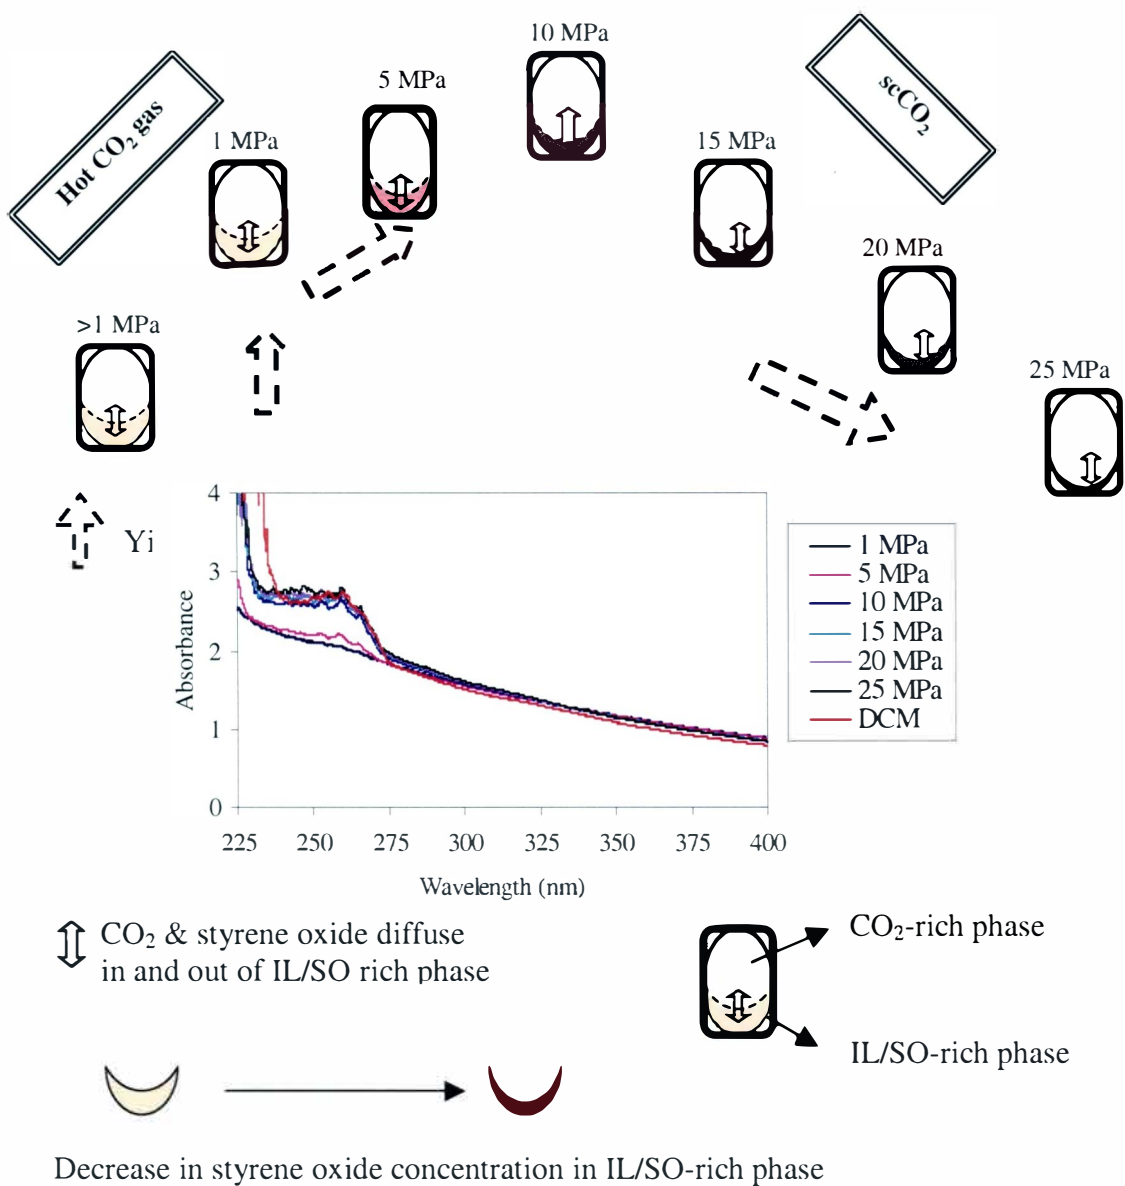 10 MPa
5 MPa
Hot CO₂ gas
scCO₂
1 MPa
15 MPa
20 MPa
>1 MPa
25 MPa
Yi
4
3
2
1
0
Absorbance
225 250 275 300 325 350 375 400
Wavelength (nm)
1 MPa
5 MPa
10 MPa
15 MPa
20 MPa
25 MPa
DCM
CO₂ & styrene oxide diffuse
in and out of IL/SO rich phase
CO₂-rich phase
IL/SO-rich phase
Decrease in styrene oxide concentration in IL/SO-rich phase